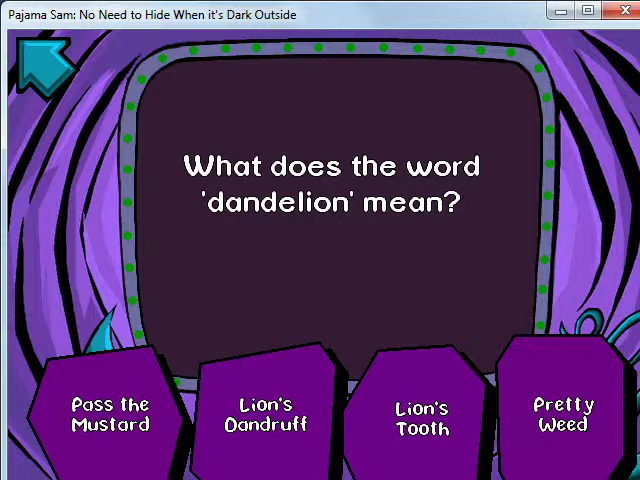 Pajama Sam: No Need to Hide When it's Dark Outside
What does the word
'dandelion' mean?
Pass the
Mustard
Lion's
Dandruff
Lion's
Tooth
Pretty
Weed